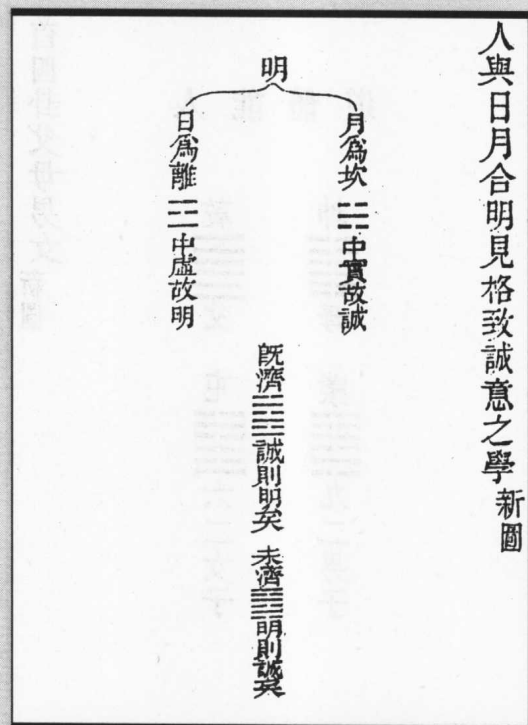 人與日月合明見格致誠意之學 新圖
明
月爲坎☵中實故誠
日爲離☲中虛故明
既濟䷾誠則明矣 未濟䷿明則誠矣